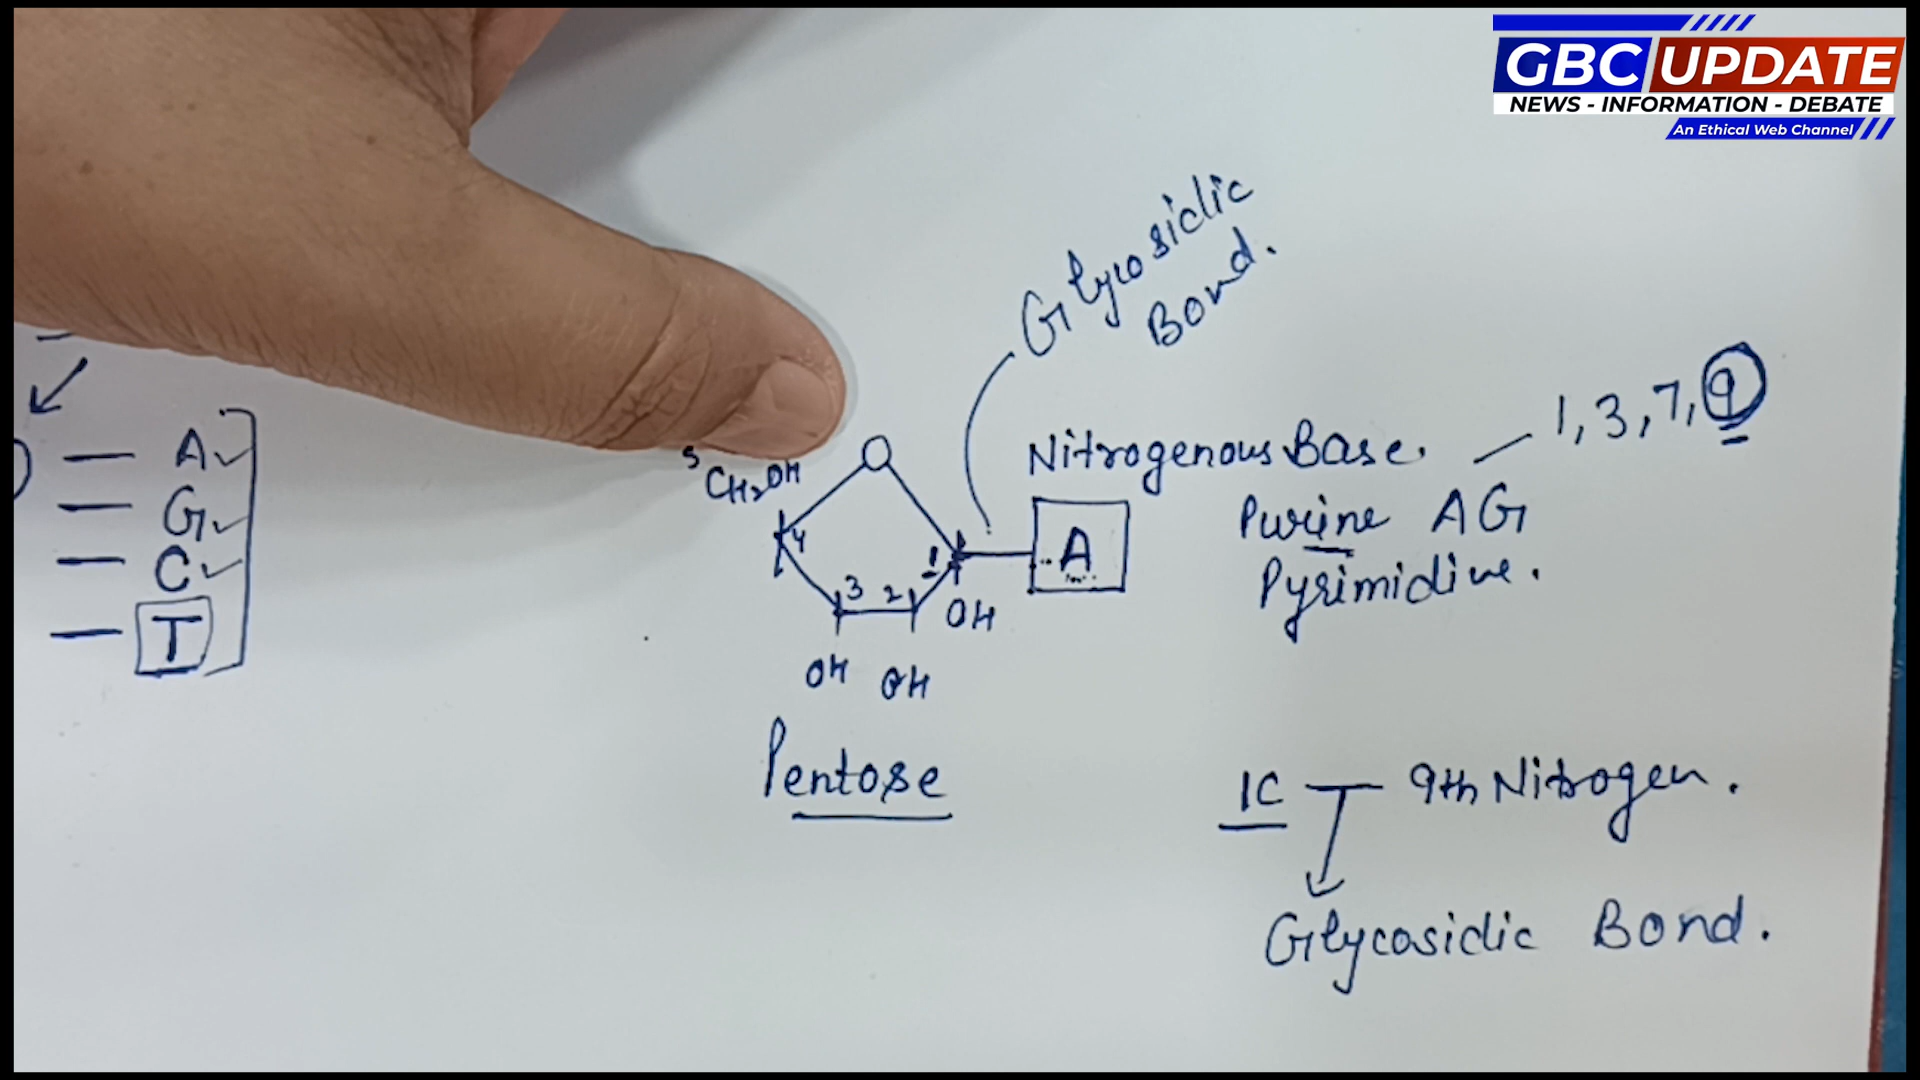 GBC UPDATE
NEWS - INFORMATION - DEBATE
An Ethical Web Channel
Glycosidic
Bond.
1, 3, 7, 9
Nitrogenous Base.
Purine AG
Pyrimidine.
A
G
C
T
5
CH₂OH
O
4
1
A
3 2
OH
OH OH
Pentose
1C 9th Nitrogen.
Glycosidic Bond.